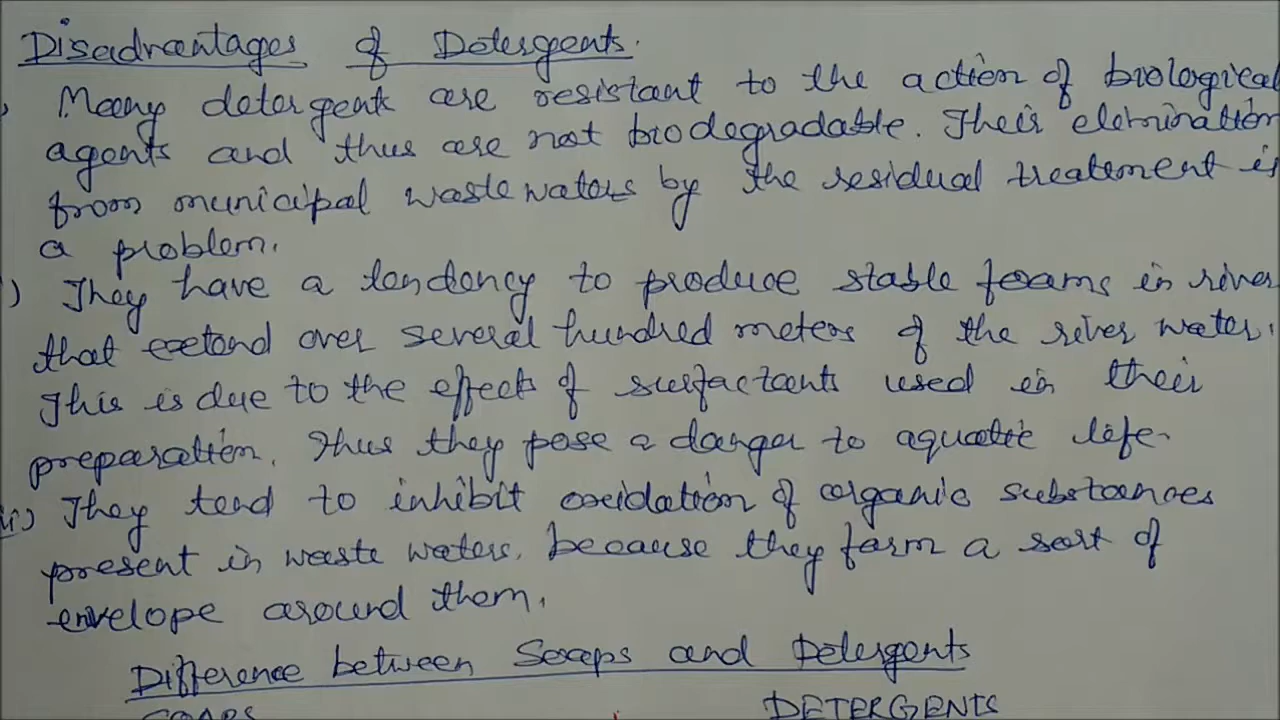 Disadvantages of Detergents.
Many detergent are resistant to the action of biological
agents and thus are not biodegradable. Their elimination
from municipal waste waters by the residual treatement is
a problem.
) They have a tendency to produce stable foams in river
that extend over several hundred meters of the river water.
This is due to the effect of surfactants used in their
preparation. Thus they pose a danger to aquatic life.
ii) They tend to inhibit oxidation of organic substances
present in waste waters, because they form a sort of
envelope around them.
Difference between Soaps and Detergents
SOAPS DETERGENTS